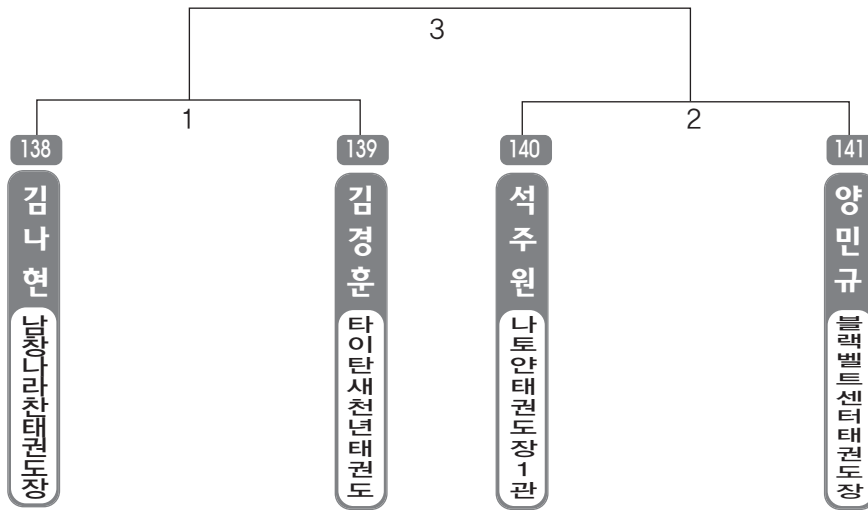 3
1
2
138
139
140
141
김나현
김경훈
석주원
양민규
남창나라찬태권도장
타이탄새천년태권도
나토얀태권도장1관
블랙벨트센터태권도장